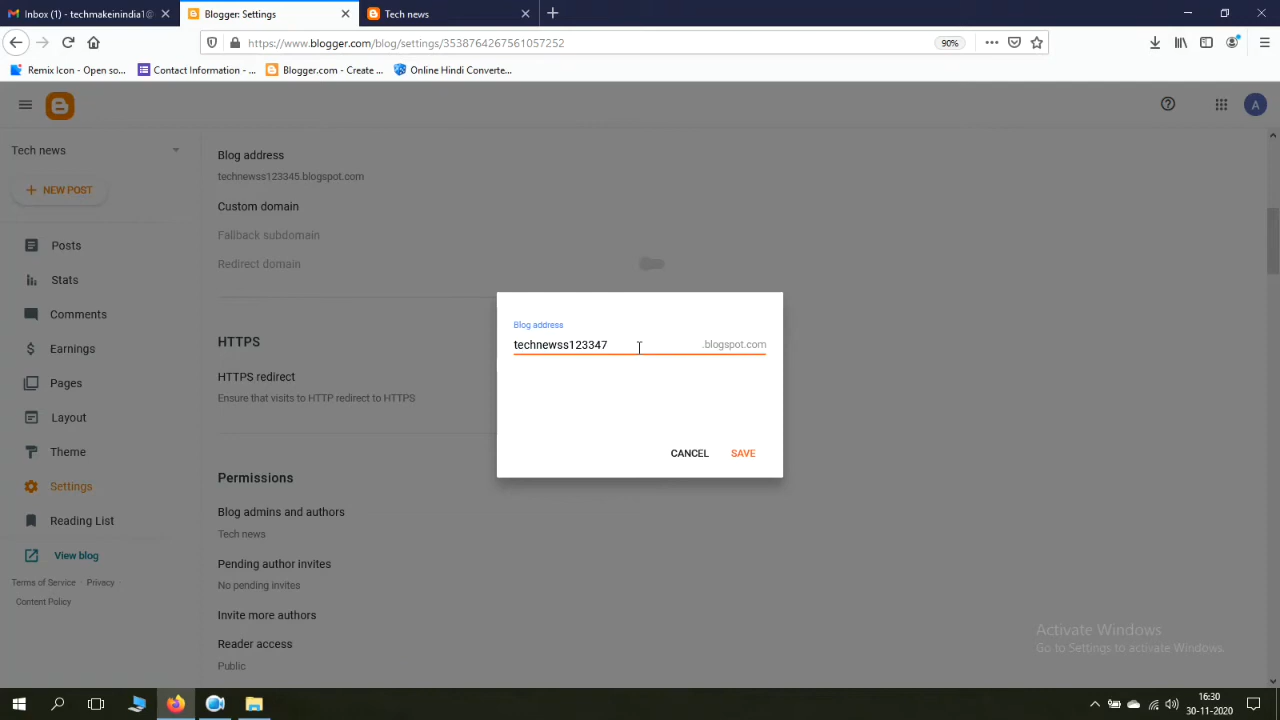 Inbox (1) - techmakeindia1@
Blogger: Settings
Tech news
https://www.blogger.com/blog/settings/3538764267561057252
90%
Remix Icon - Open so...
Contact Information - ...
Blogger.com - Create ...
Online Hindi Converte...
A
Tech news
NEW POST
Posts
Stats
Comments
Earnings
Pages
Layout
Theme
Settings
Reading List
View blog
Terms of Service · Privacy
Content Policy
Blog address
technewss12345.blogspot.com
Custom domain
Fallback subdomain
Redirect domain
HTTPS
HTTPS redirect
Ensure that visits to HTTP redirect to HTTPS
Permissions
Blog admins and authors
Tech news
Pending author invites
No pending invites
Invite more authors
Reader access
Public
Blog address
technewss123347
.blogspot.com
CANCEL SAVE
Activate Windows
Go to Settings to activate Windows.
16:30
30-11-2020